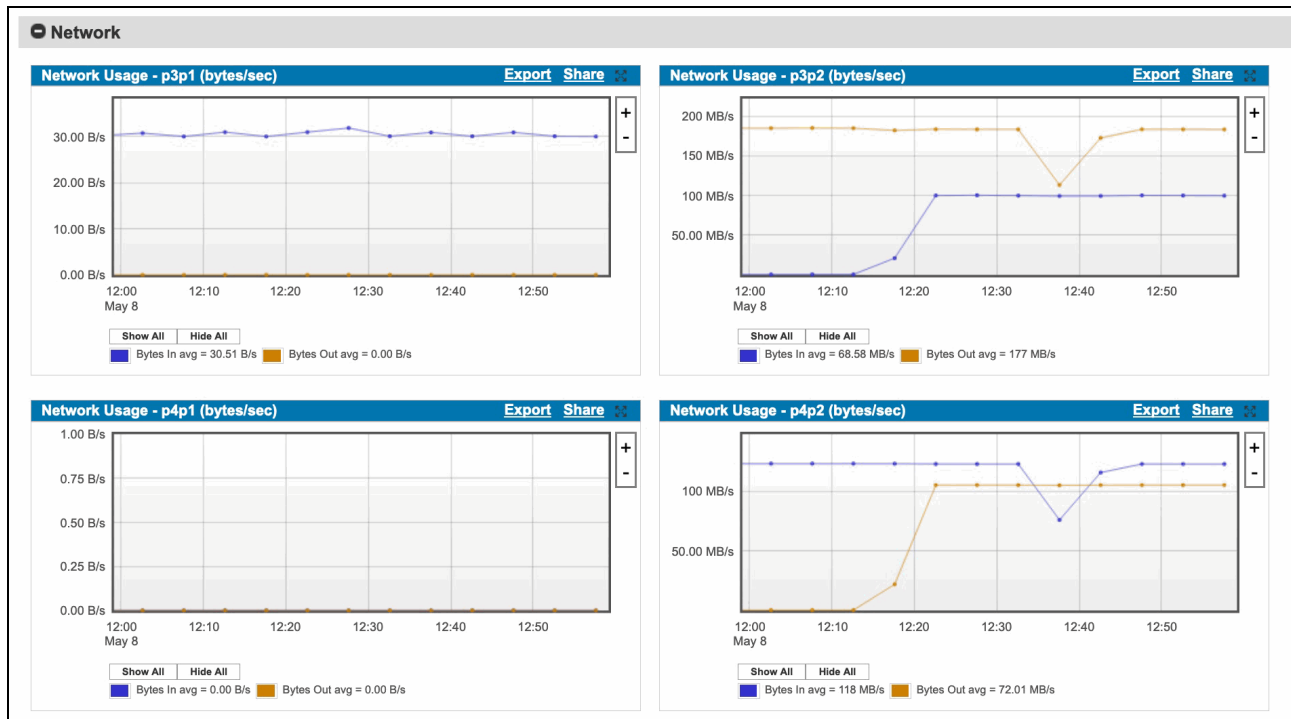 Network
Network Usage - p3p1 (bytes/sec) Export Share
+
-
30.00 B/s
20.00 B/s
10.00 B/s
0.00 B/s
12:00 12:10 12:20 12:30 12:40 12:50
May 8
Show All Hide All
Bytes In avg = 30.51 B/s Bytes Out avg = 0.00 B/s
Network Usage - p3p2 (bytes/sec) Export Share
+
-
200 MB/s
150 MB/s
100 MB/s
50.00 MB/s
12:00 12:10 12:20 12:30 12:40 12:50
May 8
Show All Hide All
Bytes In avg = 68.58 MB/s Bytes Out avg = 177 MB/s
Network Usage - p4p1 (bytes/sec) Export Share
+
-
1.00 B/s
0.75 B/s
0.50 B/s
0.25 B/s
0.00 B/s
12:00 12:10 12:20 12:30 12:40 12:50
May 8
Show All Hide All
Bytes In avg = 0.00 B/s Bytes Out avg = 0.00 B/s
Network Usage - p4p2 (bytes/sec) Export Share
+
-
100 MB/s
50.00 MB/s
12:00 12:10 12:20 12:30 12:40 12:50
May 8
Show All Hide All
Bytes In avg = 118 MB/s Bytes Out avg = 72.01 MB/s